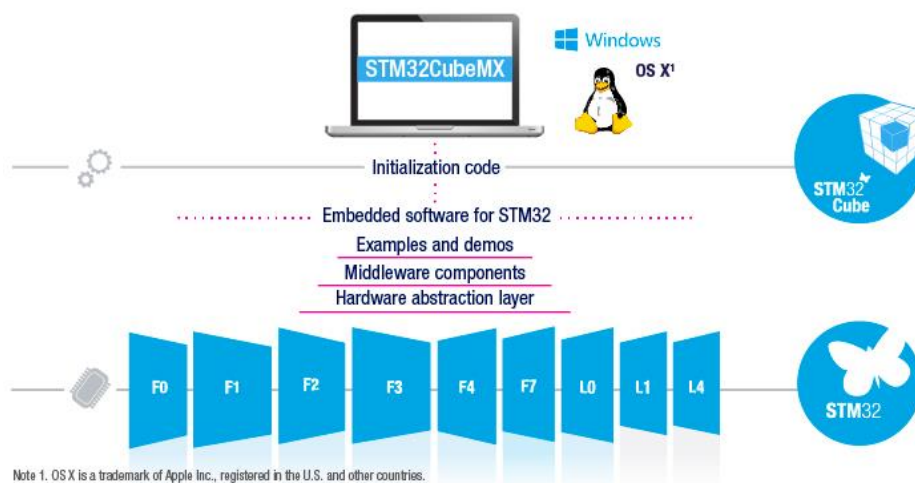 STM32CubeMX
Windows
OS X¹
Initialization code
STM32
Cube
Embedded software for STM32
Examples and demos
Middleware components
Hardware abstraction layer
F0 F1 F2 F3 F4 F7 L0 L1 L4
STM32
Note 1. OS X is a trademark of Apple Inc., registered in the U.S. and other countries.